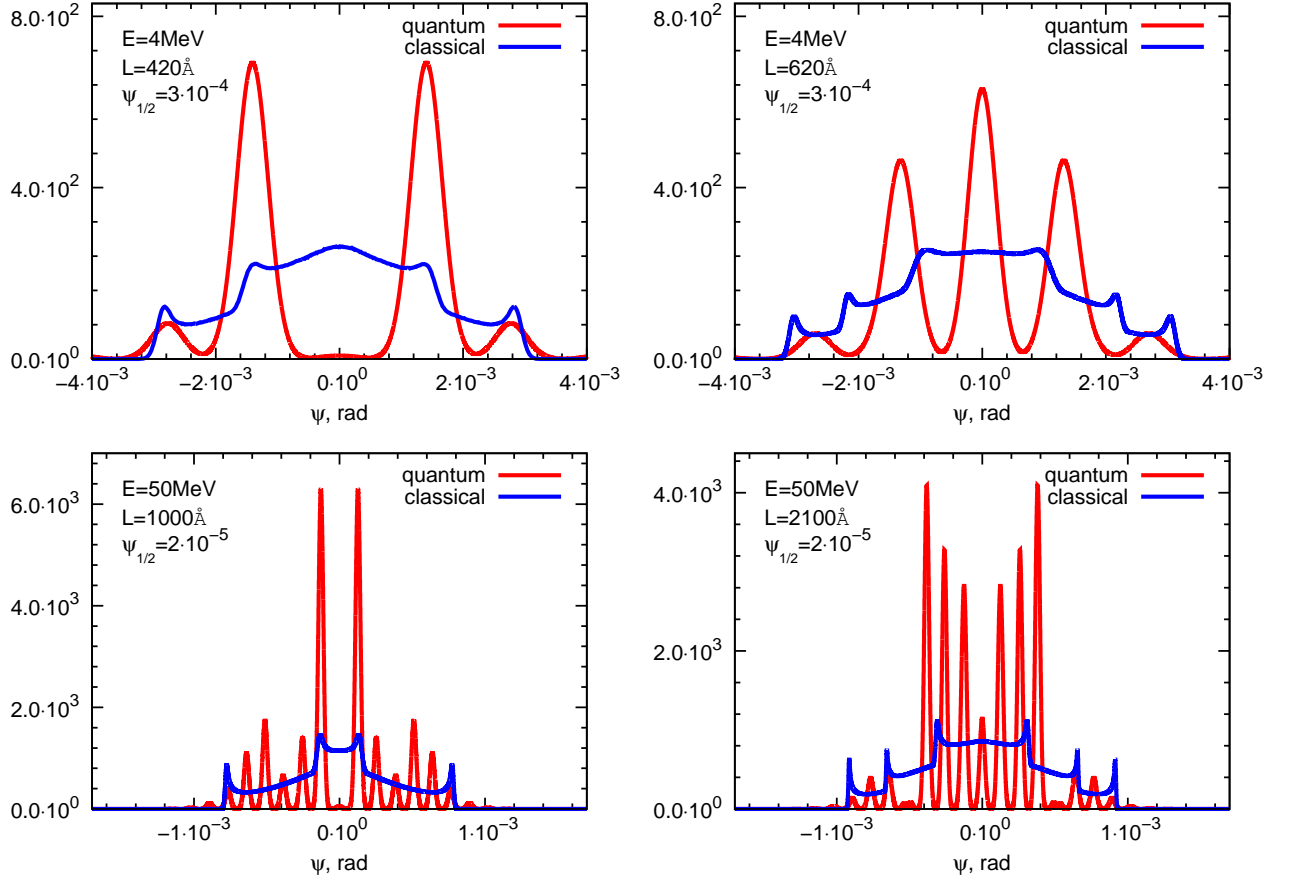 8.0·10²
E=4MeV
L=420Å
ψ1/2=3·10⁻⁴
quantum
classical
4.0·10²
0.0·10⁰
−4·10⁻³ −2·10⁻³ 0·10⁰ 2·10⁻³ 4·10⁻³
ψ, rad
8.0·10²
E=4MeV
L=620Å
ψ1/2=3·10⁻⁴
quantum
classical
4.0·10²
0.0·10⁰
−4·10⁻³ −2·10⁻³ 0·10⁰ 2·10⁻³ 4·10⁻³
ψ, rad
E=50MeV
L=1000Å
ψ1/2=2·10⁻⁵
quantum
classical
6.0·10³
4.0·10³
2.0·10³
0.0·10⁰
−1·10⁻³ 0·10⁰ 1·10⁻³
ψ, rad
E=50MeV
L=2100Å
ψ1/2=2·10⁻⁵
quantum
classical
4.0·10³
2.0·10³
0.0·10⁰
−1·10⁻³ 0·10⁰ 1·10⁻³
ψ, rad